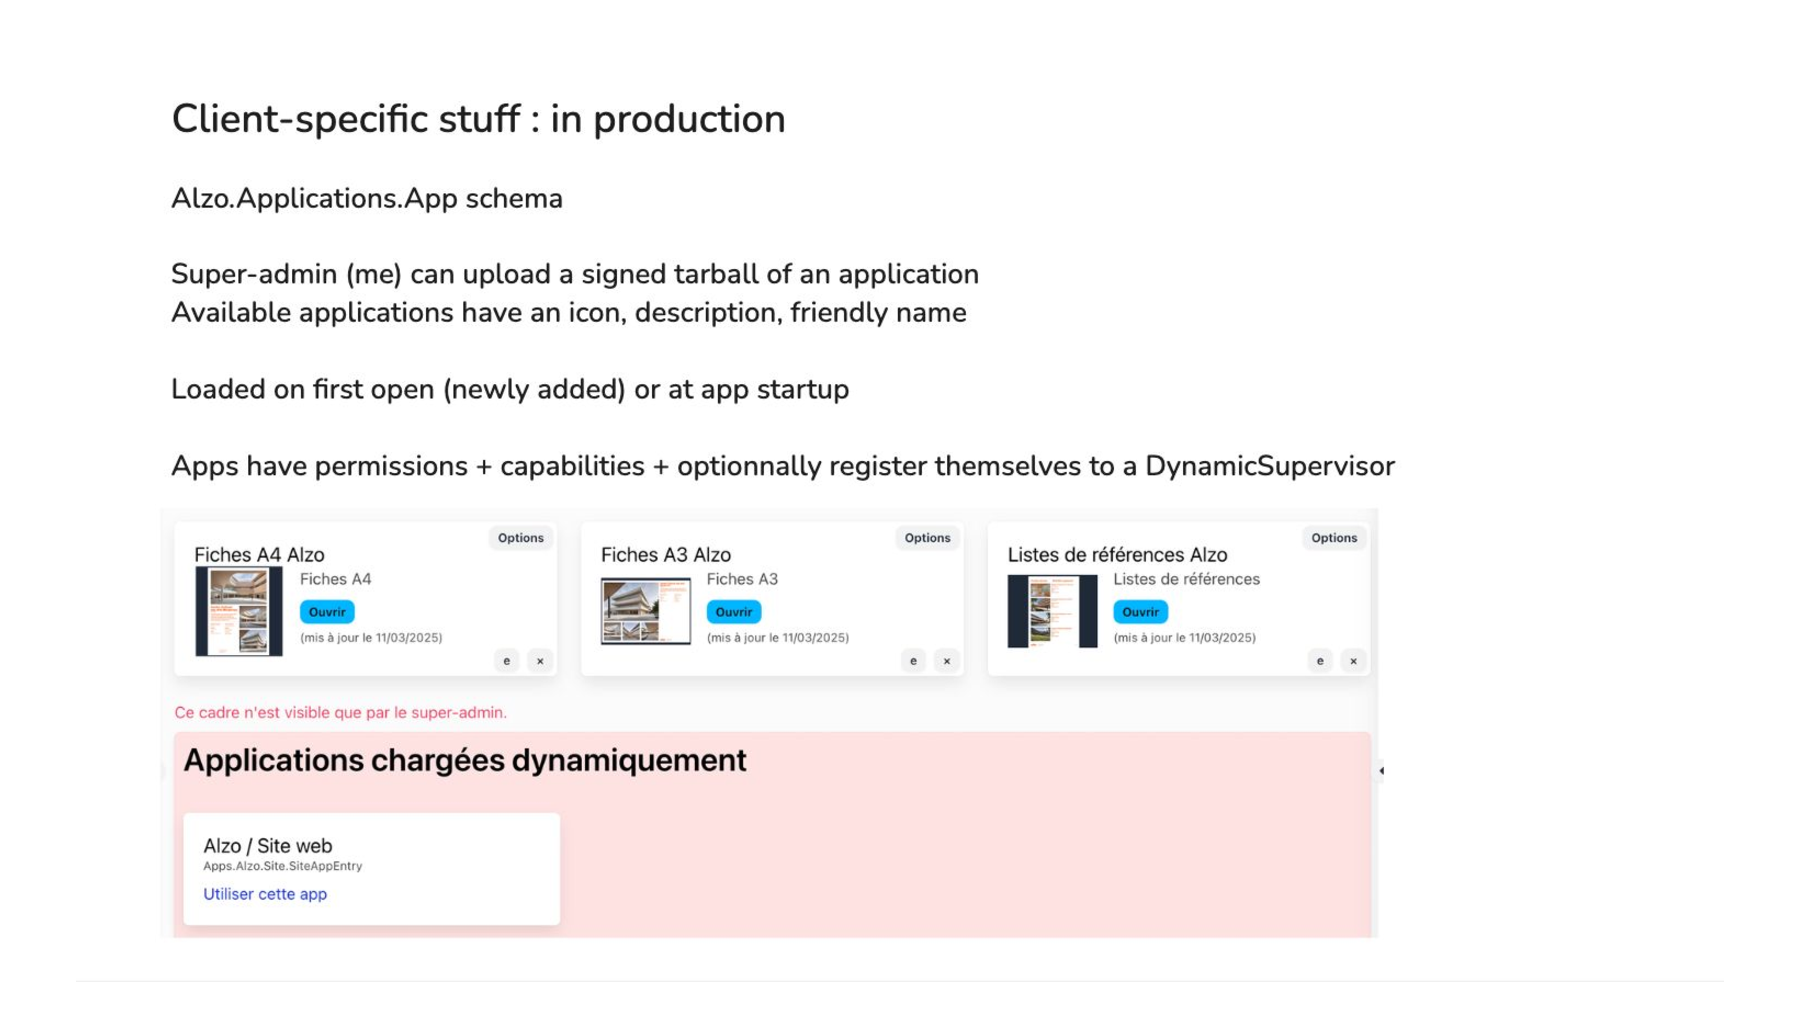 Client-specific stuff : in production
Alzo.Applications.App schema
Super-admin (me) can upload a signed tarball of an application
Available applications have an icon, description, friendly name
Loaded on first open (newly added) or at app startup
Apps have permissions + capabilities + optionnally register themselves to a DynamicSupervisor
Options
Fiches A4 Alzo
Fiches A4
Ouvrir
(mis à jour le 11/03/2025)
e x
Options
Fiches A3 Alzo
Fiches A3
Ouvrir
(mis à jour le 11/03/2025)
e x
Options
Listes de références Alzo
Listes de références
Ouvrir
(mis à jour le 11/03/2025)
e x
Ce cadre n'est visible que par le super-admin.
Applications chargées dynamiquement
Alzo / Site web
Apps.Alzo.Site.SiteAppEntry
Utiliser cette app